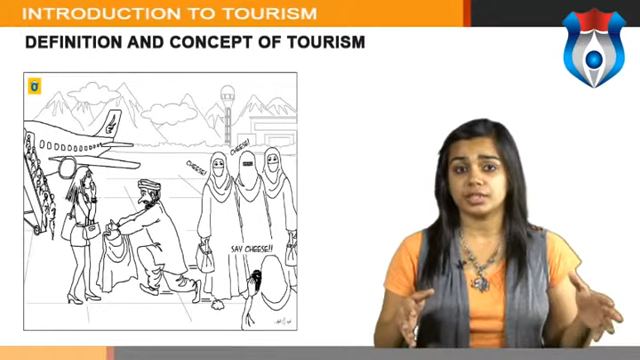 INTRODUCTION TO TOURISM
DEFINITION AND CONCEPT OF TOURISM
CHEESE!
CHEESE!
SAY CHEESE!!